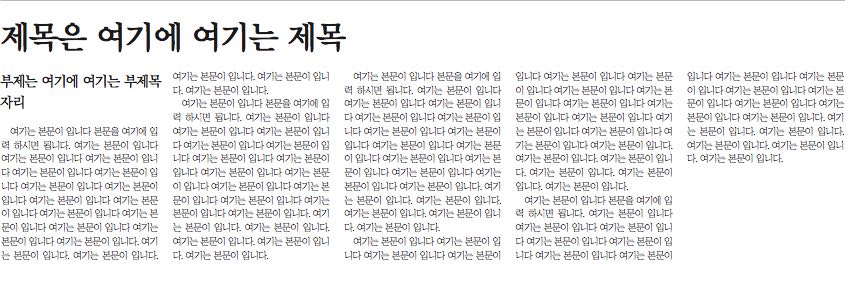 제목은 여기에 여기는 제목
부제는 여기에 여기는 부제목
자리
여기는 본문이 입니다 본문을 여기에 입
력 하시면 됩니다. 여기는 본문이 입니다
여기는 본문이 입니다 여기는 본문이 입니
다 여기는 본문이 입니다 여기는 본문이 입
니다 여기는 본문이 입니다 여기는 본문이
입니다 여기는 본문이 입니다 여기는 본문
이 입니다 여기는 본문이 입니다 여기는 본
문이 입니다 여기는 본문이 입니다 여기는
본문이 입니다 여기는 본문이 입니다. 여기
는 본문이 입니다. 여기는 본문이 입니다.
여기는 본문이 입니다. 여기는 본문이 입니
다. 여기는 본문이 입니다.
여기는 본문이 입니다 본문을 여기에 입
력 하시면 됩니다. 여기는 본문이 입니다
여기는 본문이 입니다 여기는 본문이 입니
다 여기는 본문이 입니다 여기는 본문이 입
니다 여기는 본문이 입니다 여기는 본문이
입니다 여기는 본문이 입니다 여기는 본문
이 입니다 여기는 본문이 입니다 여기는 본
문이 입니다 여기는 본문이 입니다 여기는
본문이 입니다 여기는 본문이 입니다. 여기
는 본문이 입니다. 여기는 본문이 입니다.
여기는 본문이 입니다. 여기는 본문이 입니
다. 여기는 본문이 입니다.
여기는 본문이 입니다 본문을 여기에 입
력 하시면 됩니다. 여기는 본문이 입니다
여기는 본문이 입니다 여기는 본문이 입니
다 여기는 본문이 입니다 여기는 본문이 입
니다 여기는 본문이 입니다 여기는 본문이
입니다 여기는 본문이 입니다 여기는 본문
이 입니다 여기는 본문이 입니다 여기는 본
문이 입니다 여기는 본문이 입니다 여기는
본문이 입니다 여기는 본문이 입니다. 여기
는 본문이 입니다. 여기는 본문이 입니다.
여기는 본문이 입니다. 여기는 본문이 입니
다. 여기는 본문이 입니다.
여기는 본문이 입니다 여기는 본문이 입
니다 여기는 본문이 입니다 여기는 본문이
입니다 여기는 본문이 입니다 여기는 본문
이 입니다 여기는 본문이 입니다 여기는 본
문이 입니다 여기는 본문이 입니다 여기는
본문이 입니다 여기는 본문이 입니다. 여기
는 본문이 입니다 여기는 본문이 입니다 여
기는 본문이 입니다 여기는 본문이 입니다.
여기는 본문이 입니다. 여기는 본문이 입니
다. 여기는 본문이 입니다. 여기는 본문이
입니다. 여기는 본문이 입니다.
여기는 본문이 입니다 본문을 여기에 입
력 하시면 됩니다. 여기는 본문이 입니다
여기는 본문이 입니다 여기는 본문이 입니
다 여기는 본문이 입니다 여기는 본문이 입
니다 여기는 본문이 입니다 여기는 본문이
입니다 여기는 본문이 입니다 여기는 본문
이 입니다 여기는 본문이 입니다 여기는 본
문이 입니다 여기는 본문이 입니다 여기는
본문이 입니다 여기는 본문이 입니다. 여기
는 본문이 입니다. 여기는 본문이 입니다.
여기는 본문이 입니다. 여기는 본문이 입니
다. 여기는 본문이 입니다.